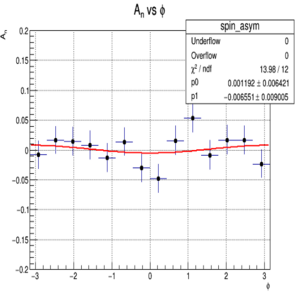 Aₙ vs ϕ
spin_asym
Underflow 0
Overflow 0
χ² / ndf 13.98 / 12
p0 0.001192 ± 0.006421
p1 −0.006551 ± 0.009005
Aₙ
0.2
0.15
0.1
0.05
0
−0.05
−0.1
−0.15
−0.2
−3 −2 −1 0 1 2 3
ϕ